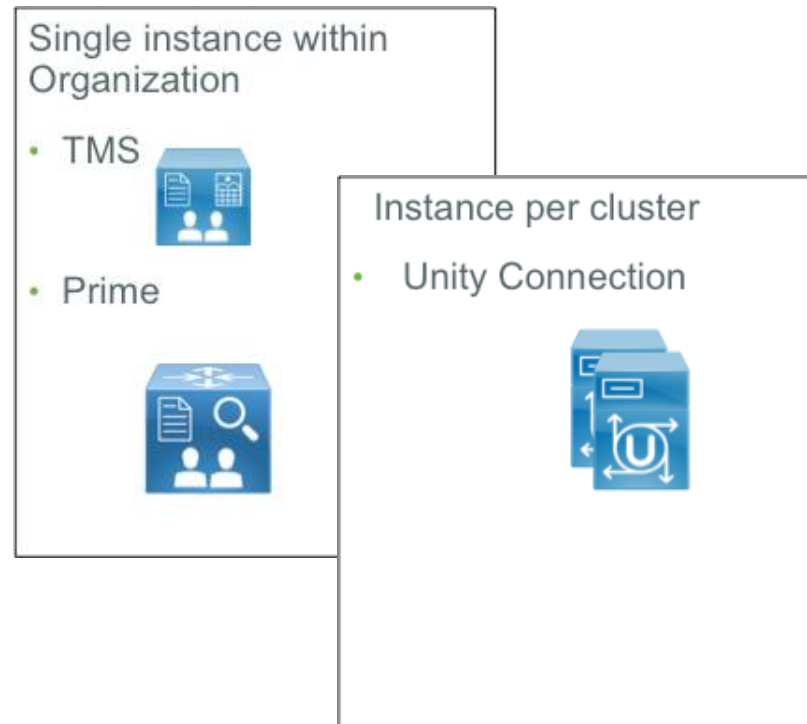 Single instance within
Organization
• TMS
• Prime
Instance per cluster
• Unity Connection
U